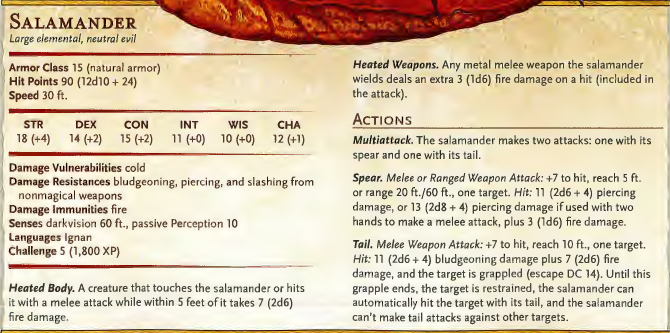 SALAMANDER
Large elemental, neutral evil
Armor Class 15 (natural armor)
Hit Points 90 (12d10 + 24)
Speed 30 ft.
STR DEX CON INT WIS CHA
18 (+4) 14 (+2) 15 (+2) 11 (+0) 10 (+0) 12 (+1)
Damage Vulnerabilities cold
Damage Resistances bludgeoning, piercing, and slashing from
nonmagical weapons
Damage Immunities fire
Senses darkvision 60 ft., passive Perception 10
Languages Ignan
Challenge 5 (1,800 XP)
Heated Body. A creature that touches the salamander or hits
it with a melee attack while within 5 feet of it takes 7 (2d6)
fire damage.
Heated Weapons. Any metal melee weapon the salamander
wields deals an extra 3 (1d6) fire damage on a hit (included in
the attack).
ACTIONS
Multiattack. The salamander makes two attacks: one with its
spear and one with its tail.
Spear. Melee or Ranged Weapon Attack: +7 to hit, reach 5 ft.
or range 20 ft./60 ft., one target. Hit: 11 (2d6 + 4) piercing
damage, or 13 (2d8 + 4) piercing damage if used with two
hands to make a melee attack, plus 3 (1d6) fire damage.
Tail. Melee Weapon Attack: +7 to hit, reach 10 ft., one target.
Hit: 11 (2d6 + 4) bludgeoning damage plus 7 (2d6) fire
damage, and the target is grappled (escape DC 14). Until this
grapple ends, the target is restrained, the salamander can
automatically hit the target with its tail, and the salamander
can't make tail attacks against other targets.